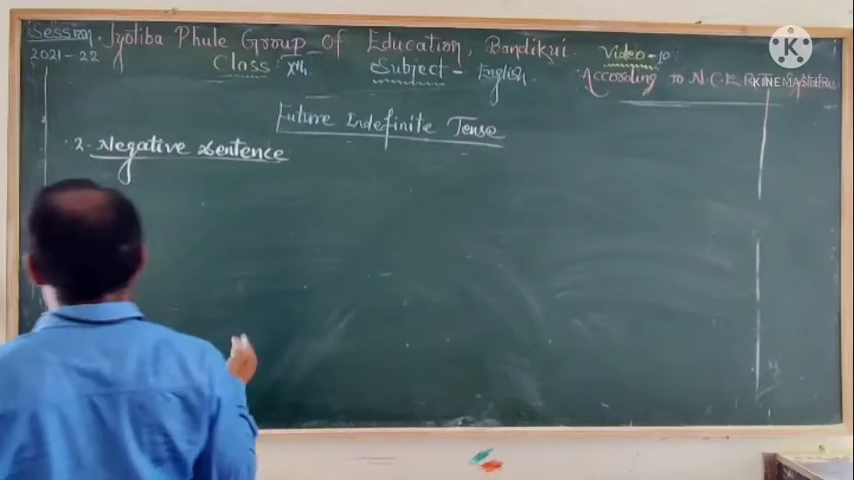 Session. Jyotiba Phule Group Of Education, Bandikui. Video-10
2021-22 Class Xth. Subject - English. According to N.C.E.R.T Syllabus
KINEMASTER
Future Indefinite Tense
2. Negative Sentence